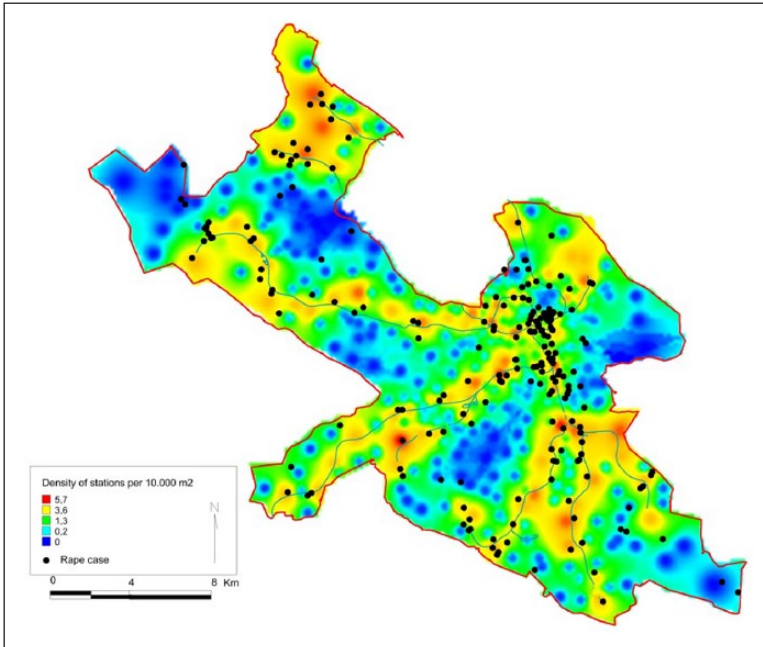 Density of stations per 10.000 m2
5,7
3,6
1,3
0,2
0
N
Rape case
0 4 8 Km